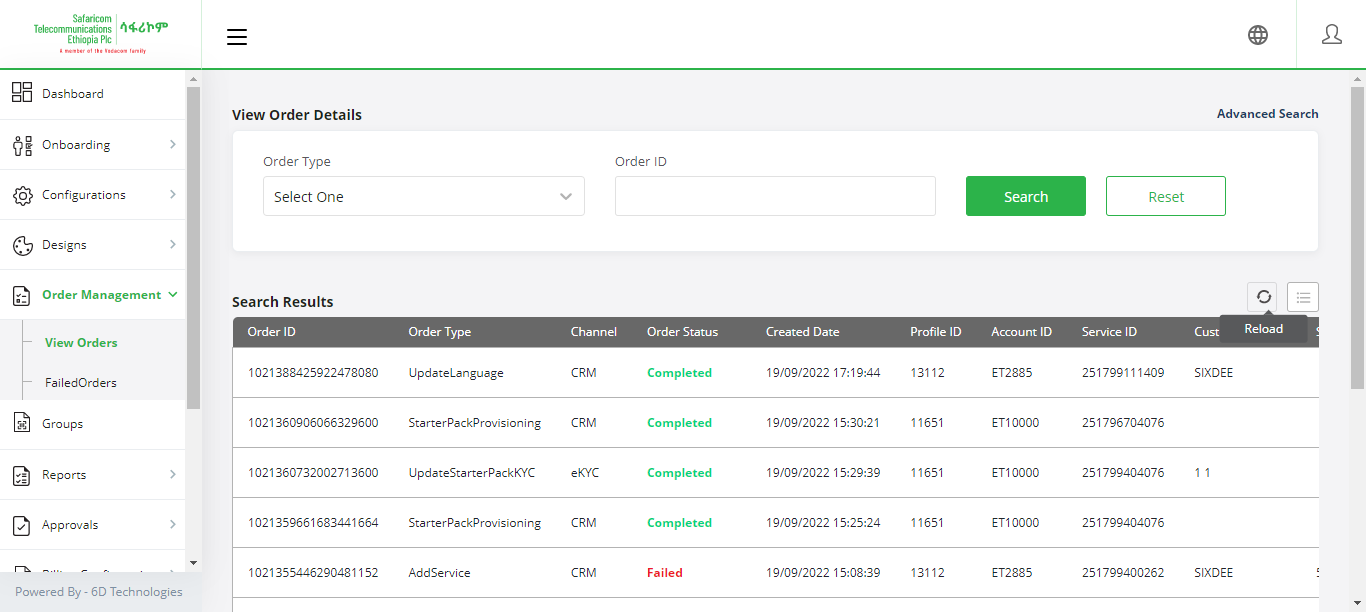 Safaricom
Telecommunications
Ethiopia Plc
ሳፋሪኮም
A member of the Vodacom family
Dashboard
Onboarding
Configurations
Designs
Order Management
View Orders
FailedOrders
Groups
Reports
Approvals
Powered By - 6D Technologies
View Order Details
Advanced Search
Order Type
Order ID
Select One
Search
Reset
Search Results
Reload
Order ID Order Type Channel Order Status Created Date Profile ID Account ID Service ID Cust
1021388425922478080 UpdateLanguage CRM Completed 19/09/2022 17:19:44 13112 ET2885 251799111409 SIXDEE
1021360906066329600 StarterPackProvisioning CRM Completed 19/09/2022 15:30:21 11651 ET10000 251796704076
1021360732002713600 UpdateStarterPackKYC eKYC Completed 19/09/2022 15:29:39 11651 ET10000 251799404076 1 1
1021359661683441664 StarterPackProvisioning CRM Completed 19/09/2022 15:25:24 11651 ET10000 251799404076
1021355446290481152 AddService CRM Failed 19/09/2022 15:08:39 13112 ET2885 251799400262 SIXDEE